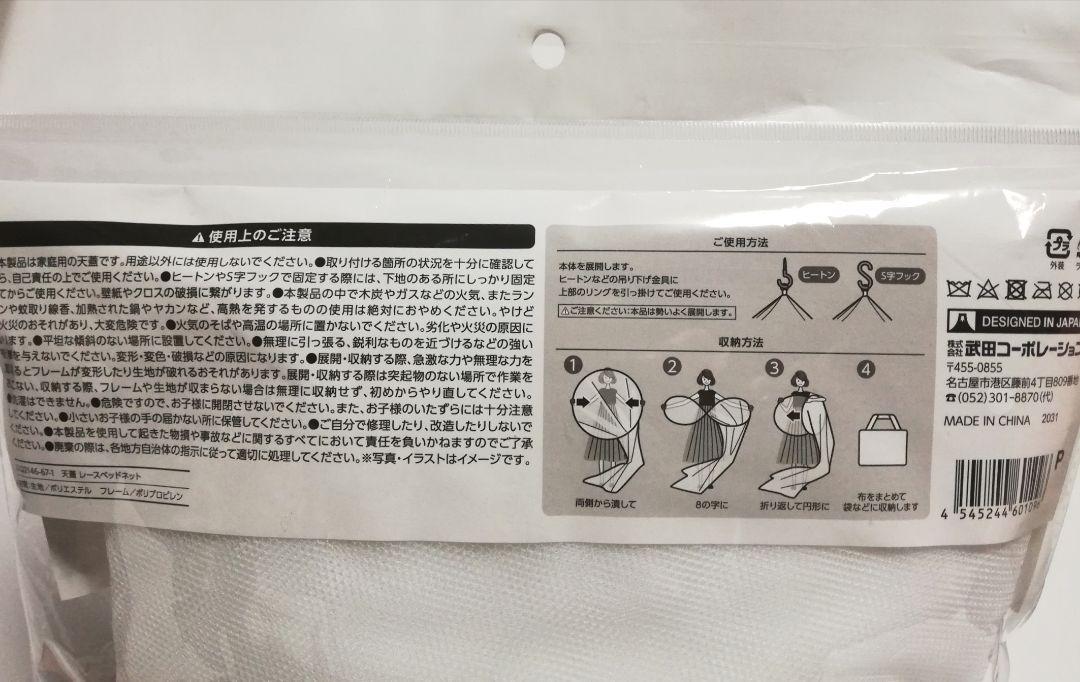 ⚠使用上のご注意
本製品は家庭用の天蓋です。用途以外には使用しないでください。●取り付ける箇所の状況を十分に確認して
ら、自己責任の上でご使用ください。●ヒートンやS字フックで固定する際には、下地のある所にしっかり固定
てからご使用ください。壁紙やクロスの破損に繋がります。●本製品の中で木炭やガスなどの火気、またラン
ンや蚊取り線香、加熱された鍋やヤカンなど、高熱を発するものの使用は絶対におやめください。やけど
火災のおそれがあり、大変危険です。●火気のそばや高温の場所に置かないでください。劣化や火災の原因に
ります。●平坦な傾斜のない場所に設置してください。●無理に引っ張る、鋭利なものを近づけるなどの強い
を与えないでください。変形・変色・破損などの原因になります。●展開・収納する際、急激な力や無理な力を
るとフレームが変形したり生地が破れるおそれがあります。展開・収納する際は突起物のない場所で作業を
ない、収納する際、フレームや生地が収まらない場合は無理に収納せず、初めからやり直してください。
●洗濯はできません。●危険ですので、お子様に開閉させないでください。また、お子様のいたずらには十分注意
してください。●小さいお子様の手の届かない所に保管してください。●ご自分で修理したり、改造したりしないで
ください。●本製品を使用して起きた物損や事故などに関するすべてにおいて責任を負いかねますのでご了承
ください。●廃棄の際は、各地方自治体の指示に従って適切に処理してください。※写真・イラストはイメージです。
46-67-1 天蓋 レースベッドネット
生地/ポリエステル フレーム/ポリプロピレン
ご使用方法
本体を展開します。
ヒートンなどの吊り下げ金具に
上部のリングを引っ掛けてご使用ください。
⚠ご注意ください:本品は勢いよく展開します。
ヒートン
S字フック
収納方法
1
2
3
4
両側から潰して
8の字に
折り返して円形に
布をまとめて
袋などに収納します
プラ
外装
DESIGNED IN JAPAN
株式会社武田コーポレーション
〒455-0855
名古屋市港区藤前4丁目809
☎(052)301-8870(代)
MADE IN CHINA 2031
P
4 545244 6010